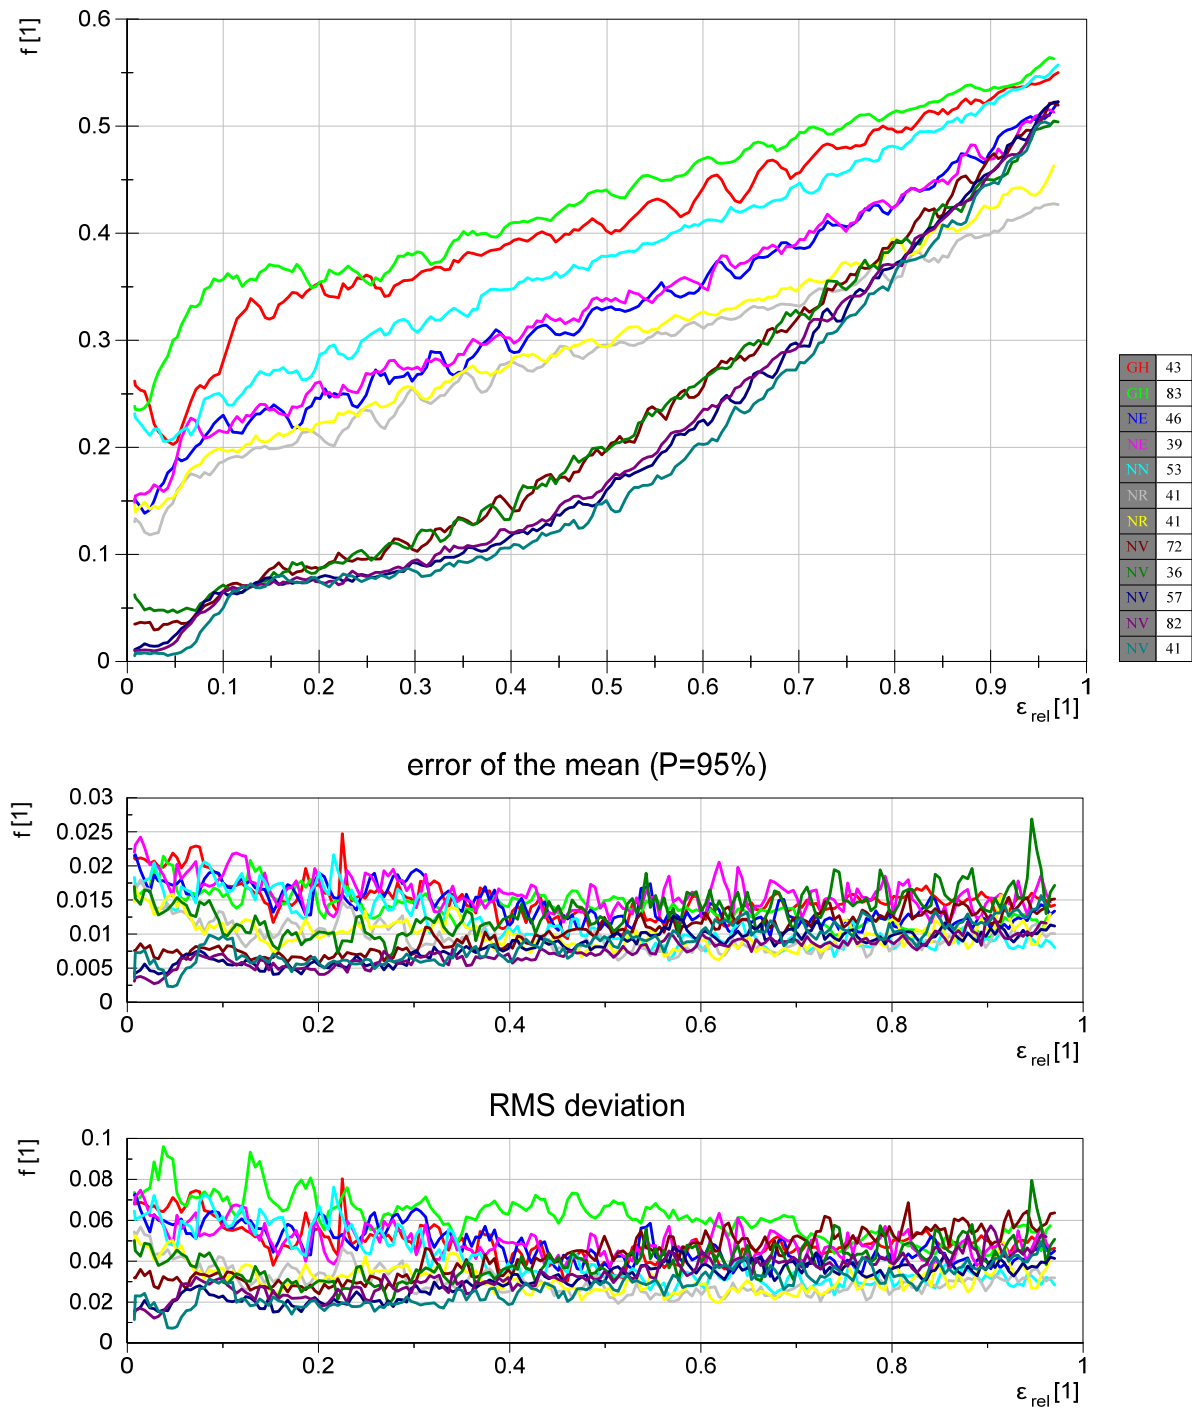 f [1]
0.6
0.5
0.4
0.3
0.2
0.1
0
0 0.1 0.2 0.3 0.4 0.5 0.6 0.7 0.8 0.9 1
ε rel [1]
GH 43
GH 83
NE 46
NE 39
NN 53
NR 41
NR 41
NV 72
NV 36
NV 57
NV 82
NV 41
error of the mean (P=95%)
f [1]
0.03
0.025
0.02
0.015
0.01
0.005
0
0 0.2 0.4 0.6 0.8 1
ε rel [1]
RMS deviation
f [1]
0.1
0.08
0.06
0.04
0.02
0
0 0.2 0.4 0.6 0.8 1
ε rel [1]